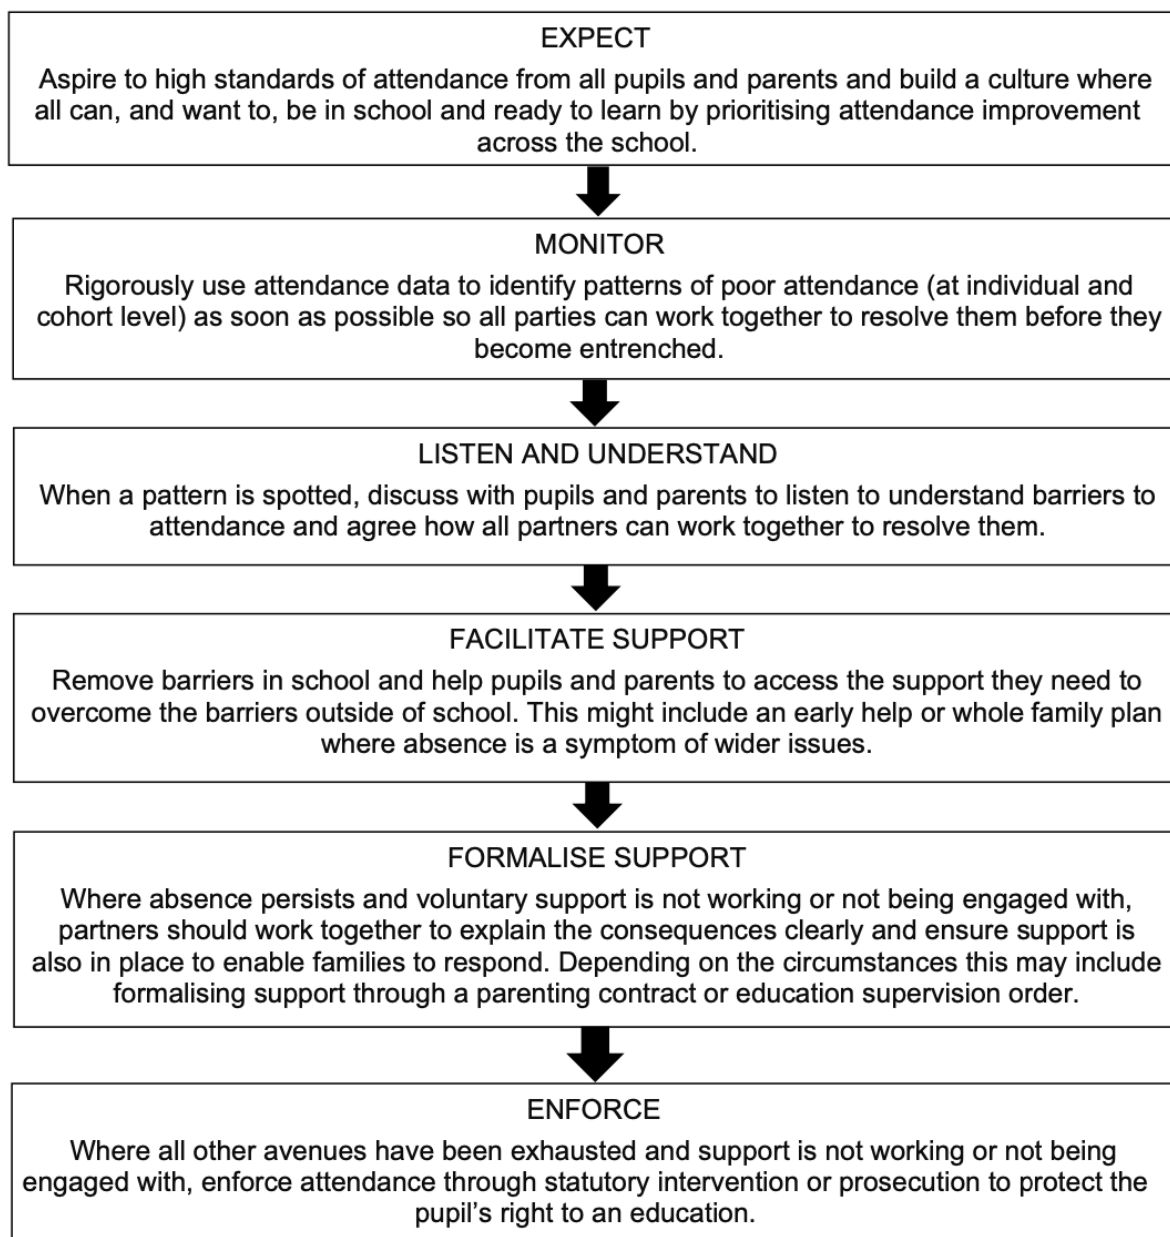 EXPECT
Aspire to high standards of attendance from all pupils and parents and build a culture where
all can, and want to, be in school and ready to learn by prioritising attendance improvement
across the school.
MONITOR
Rigorously use attendance data to identify patterns of poor attendance (at individual and
cohort level) as soon as possible so all parties can work together to resolve them before they
become entrenched.
LISTEN AND UNDERSTAND
When a pattern is spotted, discuss with pupils and parents to listen to understand barriers to
attendance and agree how all partners can work together to resolve them.
FACILITATE SUPPORT
Remove barriers in school and help pupils and parents to access the support they need to
overcome the barriers outside of school. This might include an early help or whole family plan
where absence is a symptom of wider issues.
FORMALISE SUPPORT
Where absence persists and voluntary support is not working or not being engaged with,
partners should work together to explain the consequences clearly and ensure support is
also in place to enable families to respond. Depending on the circumstances this may include
formalising support through a parenting contract or education supervision order.
ENFORCE
Where all other avenues have been exhausted and support is not working or not being
engaged with, enforce attendance through statutory intervention or prosecution to protect the
pupil's right to an education.